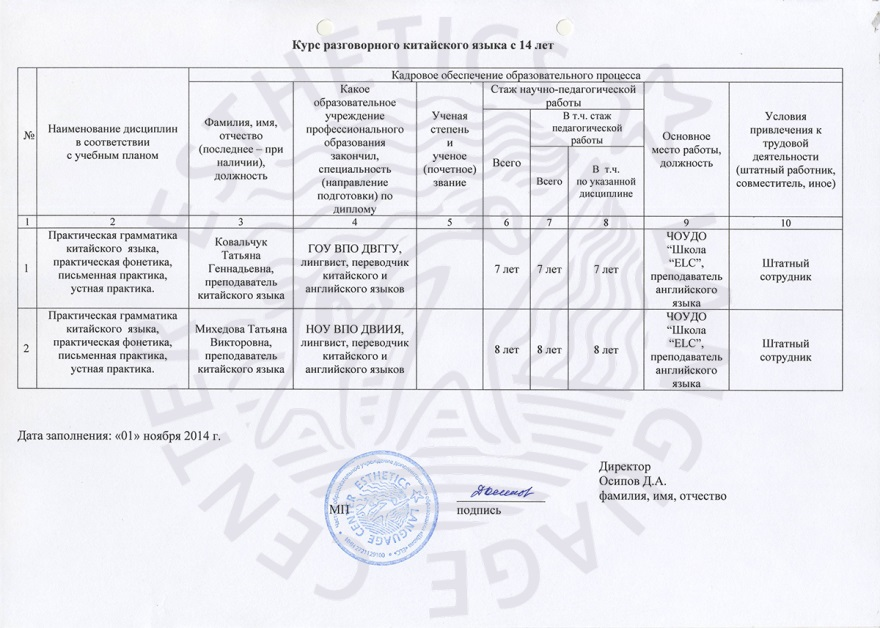 Курс разговорного китайского языка с 14 лет
№
Наименование дисциплин
в соответствии
с учебным планом
Кадровое обеспечение образовательного процесса
Фамилия, имя,
отчество
(последнее – при
наличии),
должность
Какое
образовательное
учреждение
профессионального
образования
закончил,
специальность
(направление
подготовки) по
диплому
Ученая
степень
и
ученое
(почетное)
звание
Стаж научно-педагогической
работы
Всего
В т.ч. стаж
педагогической
работы
Всего
В т.ч.
по указанной
дисциплине
Основное
место работы,
должность
Условия
привлечения к
трудовой
деятельности
(штатный работник,
совместитель, иное)
1 2 3 4 5 6 7 8 9 10
1
Практическая грамматика
китайского языка,
практическая фонетика,
письменная практика,
устная практика.
Ковальчук
Татьяна
Геннадьевна,
преподаватель
китайского языка
ГОУ ВПО ДВГГУ,
лингвист, переводчик
китайского и
английского языков
7 лет
7 лет
7 лет
ЧОУДО
“Школа
“ELC”,
преподаватель
английского
языка
Штатный
сотрудник
2
Практическая грамматика
китайского языка,
практическая фонетика,
письменная практика,
устная практика.
Михедова Татьяна
Викторовна,
преподаватель
китайского языка
НОУ ВПО ДВИИЯ,
лингвист, переводчик
китайского и
английского языков
8 лет
8 лет
8 лет
ЧОУДО
“Школа
“ELC”,
преподаватель
английского
языка
Штатный
сотрудник
Дата заполнения: «01» ноября 2014 г.
МП
ESTHETICS LANGUAGE CENTER
подпись
Директор
Осипов Д.А.
фамилия, имя, отчество
ESTHETICS LANGUAGE CENTER